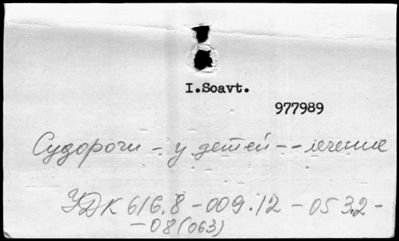 I.Soavt.
977989
Судороги - у детей -- лечение
УДК 616.8-009.12-053.2-
-08(063)